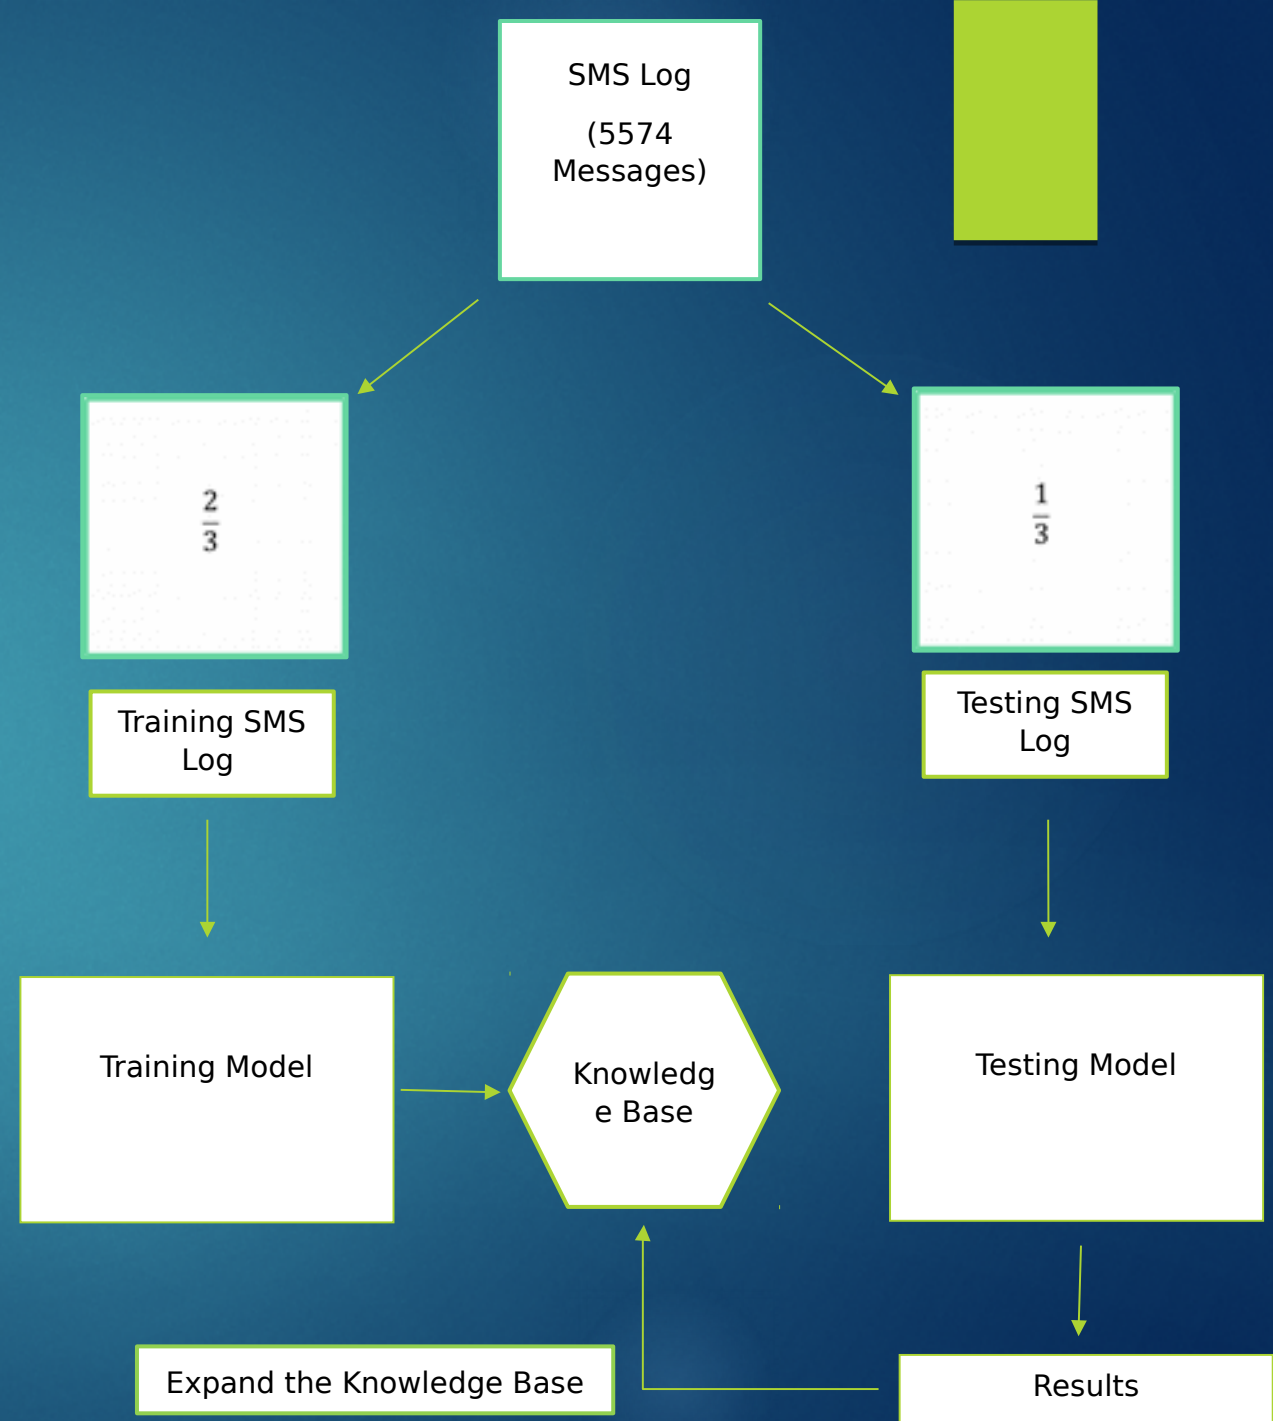 SMS Log
(5574
Messages)
2
3
1
3
Training SMS
Log
Testing SMS
Log
Training Model
Knowledg
e Base
Testing Model
Expand the Knowledge Base
Results